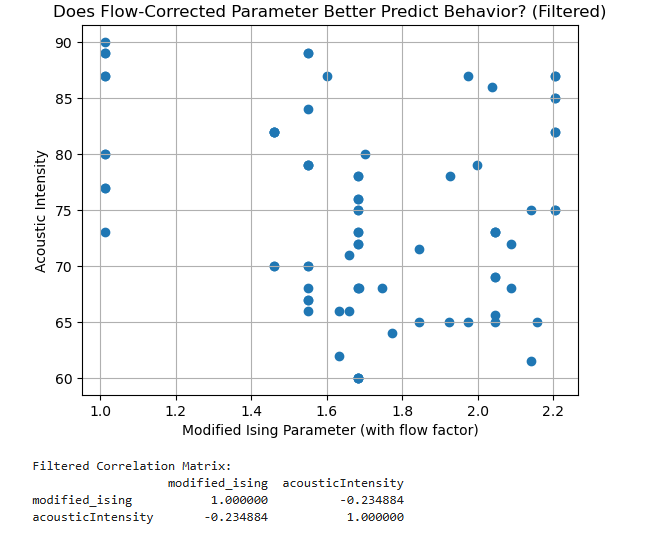 Does Flow-Corrected Parameter Better Predict Behavior? (Filtered)
90
85
80
75
70
65
60
Acoustic Intensity
1.0 1.2 1.4 1.6 1.8 2.0 2.2
Modified Ising Parameter (with flow factor)
Filtered Correlation Matrix:
modified_ising acousticIntensity
modified_ising 1.000000 -0.234884
acousticIntensity -0.234884 1.000000